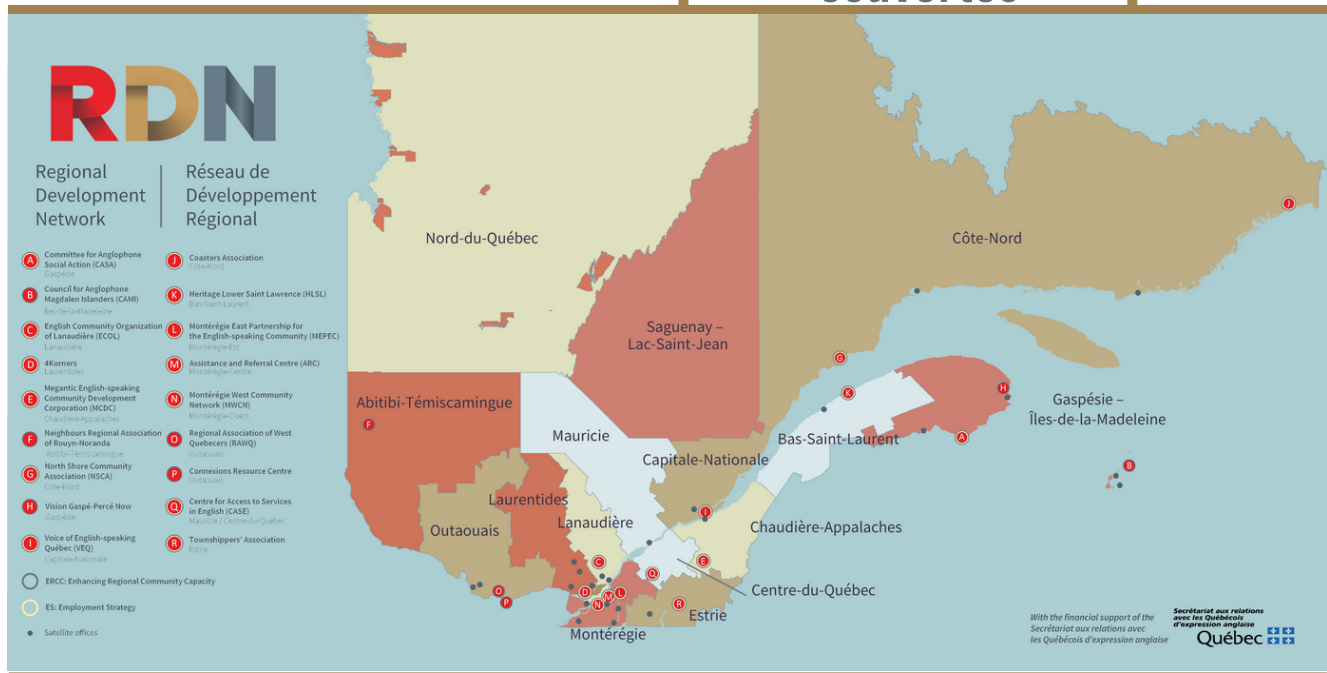 RDN
Regional
Development
Network
Réseau de
Développement
Régional
A
Committee for Anglophone
Social Action (CASA)
Gaspésie
B
Council for Anglophone
Magdalen Islanders (CAMI)
Îles-de-la-Madeleine
C
English Community Organization
of Lanaudière (ECOL)
Lanaudière
D
4Korners
Laurentides
E
Megantic English-speaking
Community Development
Corporation (MCDC)
Chaudière-Appalaches
F
Neighbours Regional Association
of Rouyn-Noranda
Abitibi-Témiscamingue
G
North Shore Community
Association (NSCA)
Côte-Nord
H
Vision Gaspé-Percé Now
Gaspésie
I
Voice of English-speaking
Québec (VEQ)
Capitale-Nationale
J
Coasters Association
Côte-Nord
K
Heritage Lower Saint Lawrence (HLSL)
Bas-Saint-Laurent
L
Montérégie East Partnership for
the English-speaking Community (MEPEC)
Montérégie-Est
M
Assistance and Referral Centre (ARC)
Montérégie-Centre
N
Montérégie West Community
Network (MWCN)
Montérégie-Ouest
O
Regional Association of West
Quebecers (RAWQ)
Outaouais
P
Connexions Resource Centre
Outaouais
Q
Centre for Access to Services
in English (CASE)
Mauricie / Centre-du-Québec
R
Townshippers' Association
Estrie
ERCC: Enhancing Regional Community Capacity
ES: Employment Strategy
Satellite offices
Nord-du-Québec
Côte-Nord
J
Saguenay –
Lac-Saint-Jean
G
K
H
Abitibi-Témiscamingue
F
Gaspésie –
Îles-de-la-Madeleine
Mauricie
Bas-Saint-Laurent
A
Capitale-Nationale
B
Laurentides
I
Lanaudière
Chaudière-Appalaches
Outaouais
C
E
Q
Centre-du-Québec
O
P
D
M
L
N
R
Estrie
Montérégie
With the financial support of the
Secrétariat aux relations avec
les Québécois d'expression anglaise
Secrétariat aux relations
avec les Québécois
d'expression anglaise
Québec